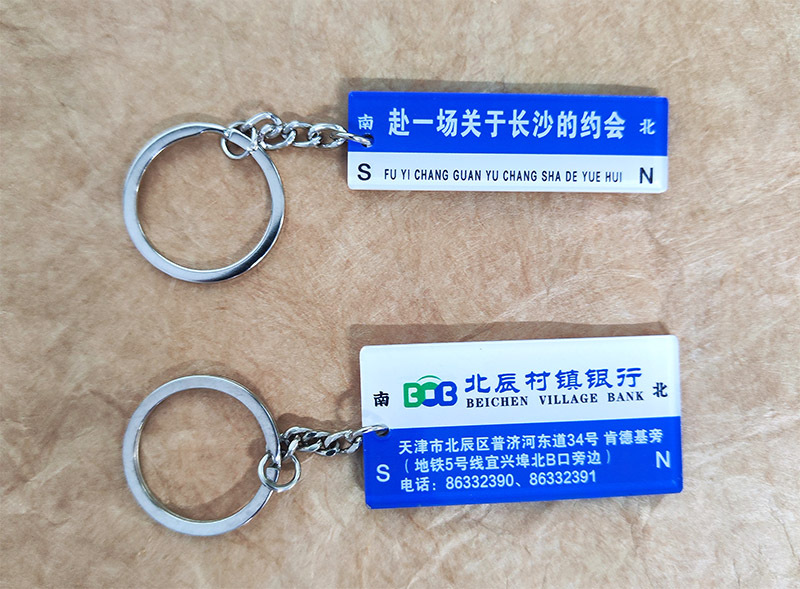 南 赴一场关于长沙的约会 北
S FU YI CHANG GUAN YU CHANG SHA DE YUE HUI N
南 BOB 北辰村镇银行 北
BEICHEN VILLAGE BANK
天津市北辰区普济河东道34号 肯德基旁
S （地铁5号线宜兴埠北B口旁边） N
电话：86332390、86332391